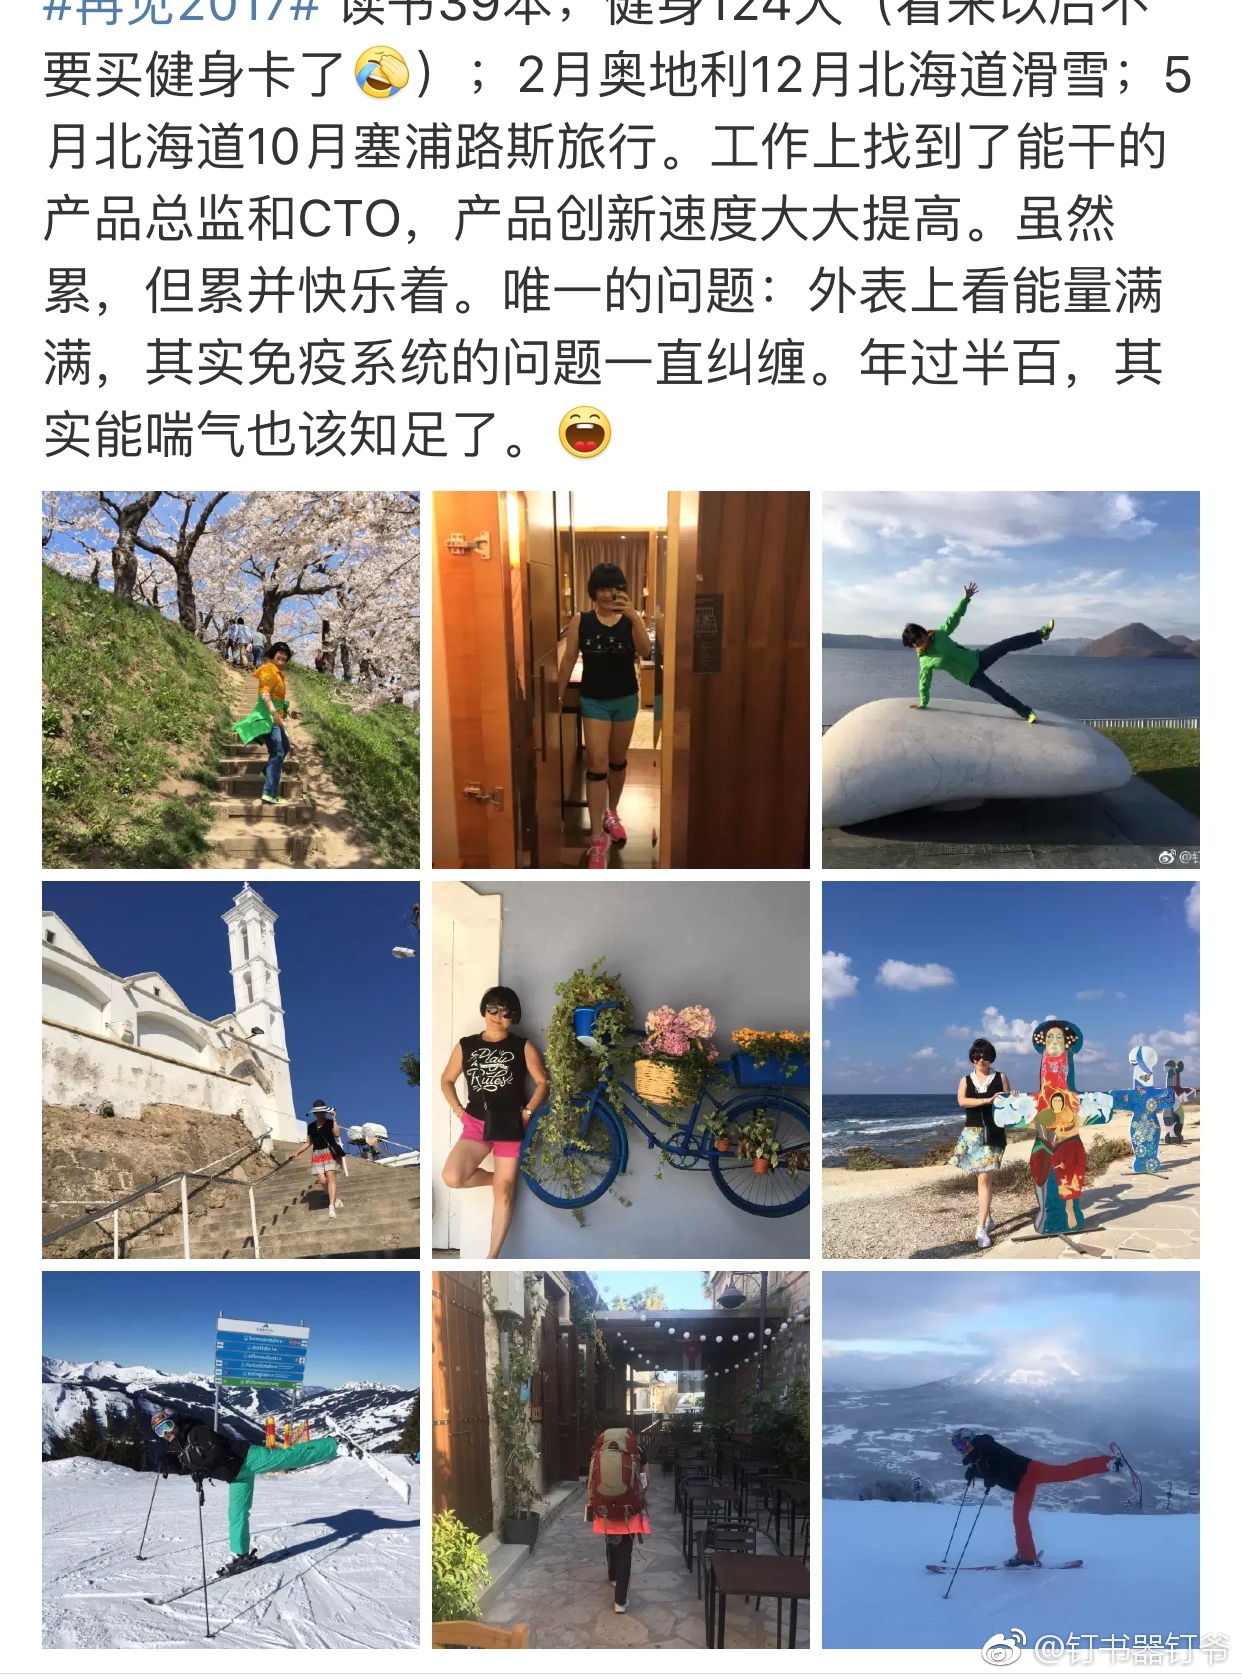 #再见2017# 读书39本，健身124天（看来以后不
要买健身卡了）；2月奥地利12月北海道滑雪；5
月北海道10月塞浦路斯旅行。工作上找到了能干的
产品总监和CTO，产品创新速度大大提高。虽然
累，但累并快乐着。唯一的问题：外表上看能量满
满，其实免疫系统的问题一直纠缠。年过半百，其
实能喘气也该知足了。
@钉
Play
Rules
@钉书器钉爷